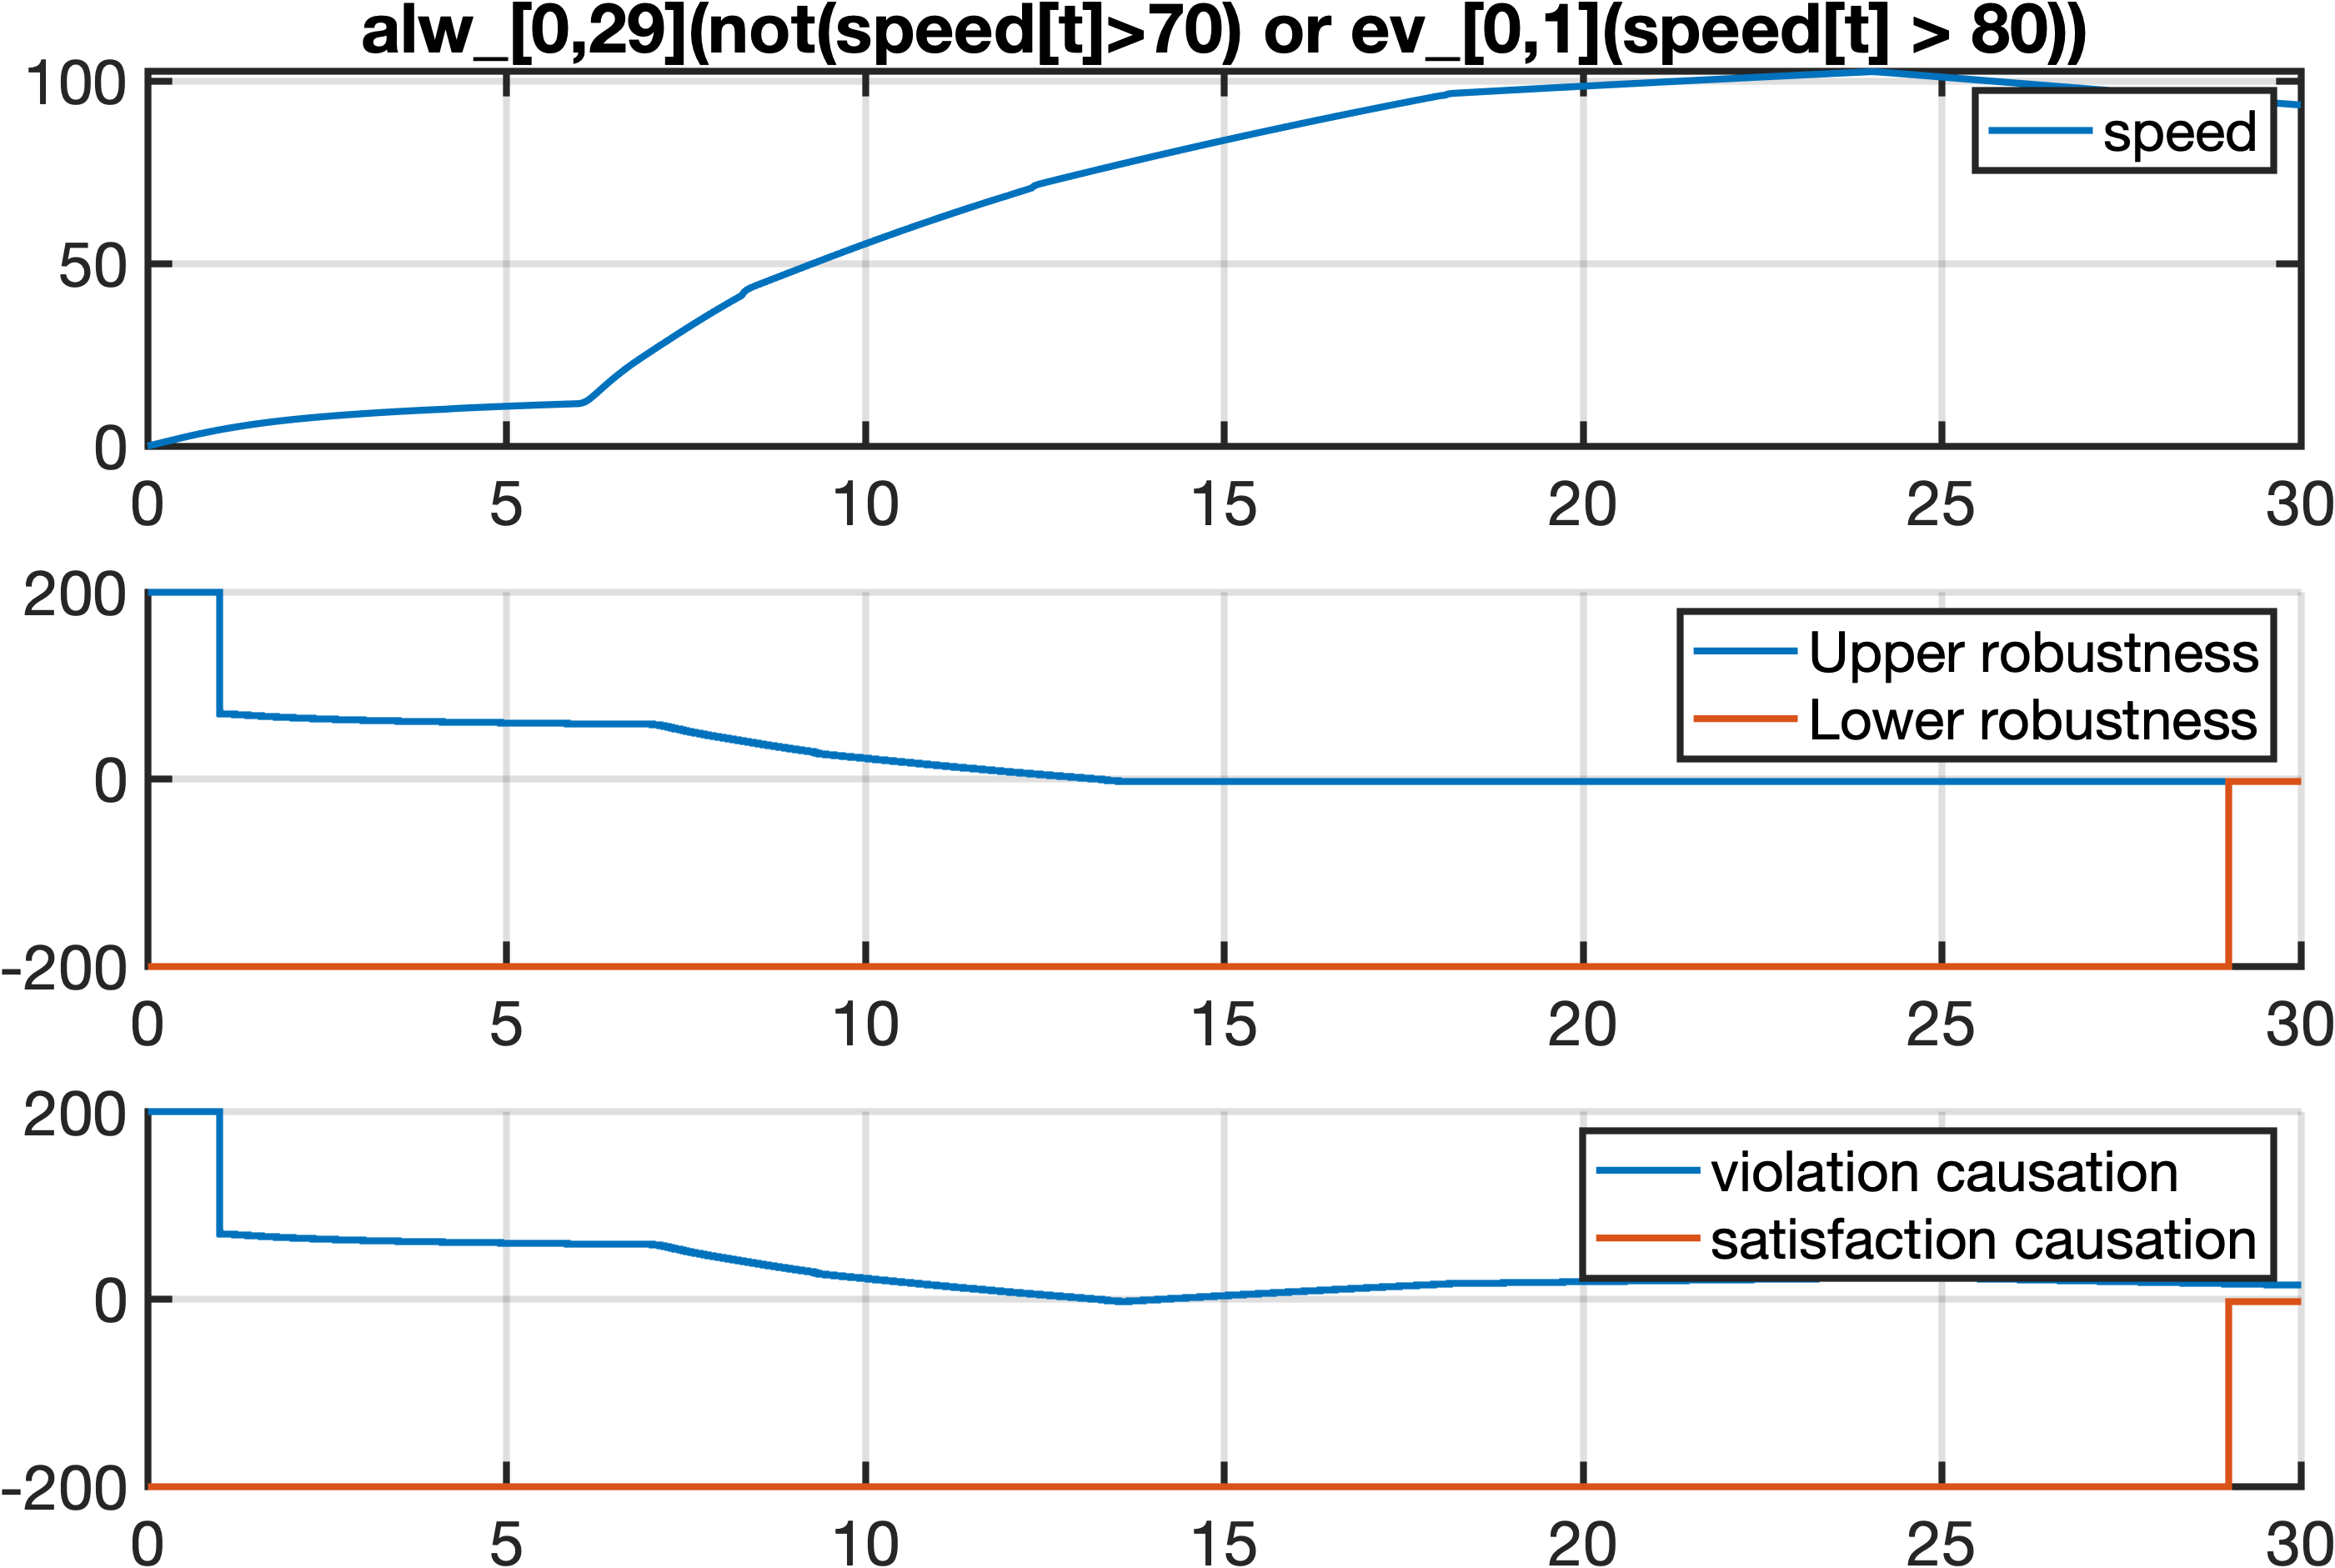 alw_[0,29](not(speed[t]>70) or ev_[0,1](speed[t] > 80))
100
50
0
speed
0 5 10 15 20 25 30
200
0
-200
Upper robustness
Lower robustness
0 5 10 15 20 25 30
200
0
-200
violation causation
satisfaction causation
0 5 10 15 20 25 30